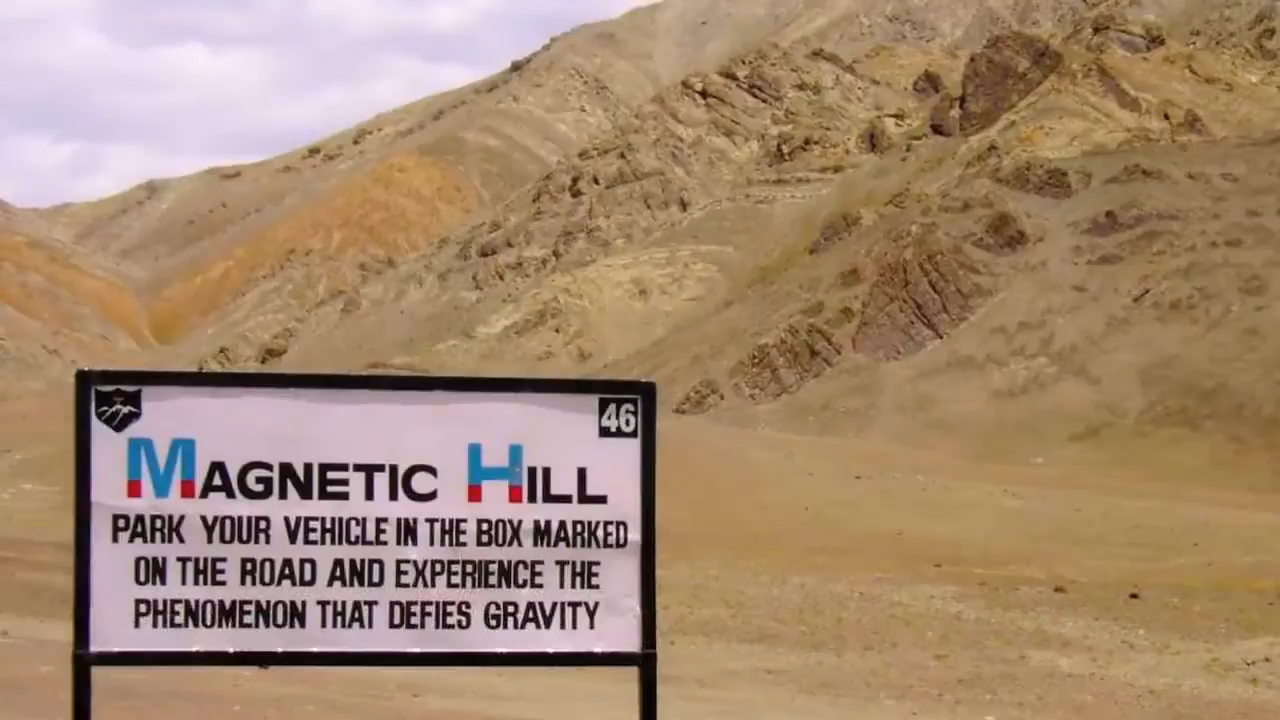 46
MAGNETIC HILL
PARK YOUR VEHICLE IN THE BOX MARKED
ON THE ROAD AND EXPERIENCE THE
PHENOMENON THAT DEFIES GRAVITY